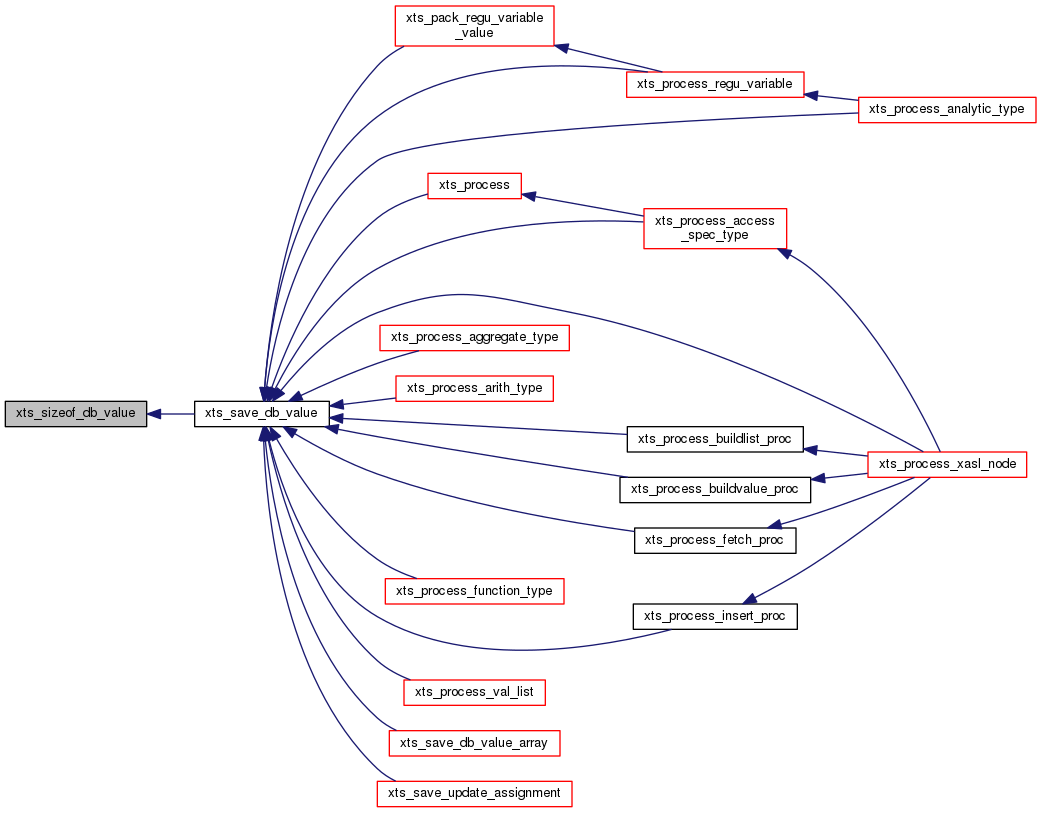 xts_pack_regu_variable
_value
xts_process_regu_variable
xts_process_analytic_type
xts_process
xts_process_access
_spec_type
xts_process_aggregate_type
xts_process_arith_type
xts_sizeof_db_value
xts_save_db_value
xts_process_buildlist_proc
xts_process_xasl_node
xts_process_buildvalue_proc
xts_process_fetch_proc
xts_process_function_type
xts_process_insert_proc
xts_process_val_list
xts_save_db_value_array
xts_save_update_assignment